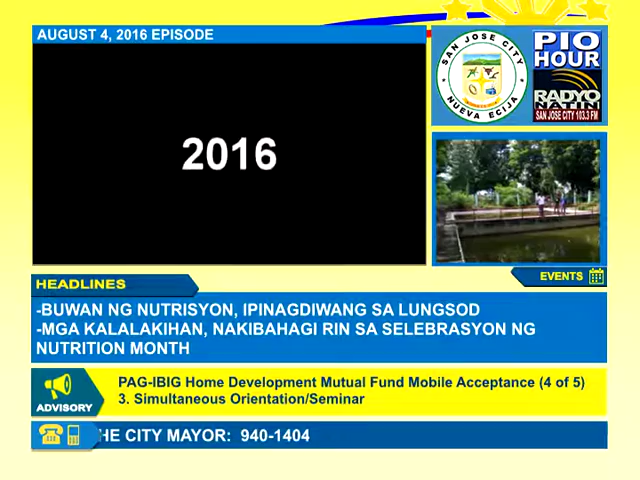 AUGUST 4, 2016 EPISODE
2016
SAN JOSE CITY
NUEVA ECIJA
PIO
HOUR
RADYO
NATIN
SAN JOSE CITY 103.3 FM
EVENTS
HEADLINES
-BUWAN NG NUTRISYON, IPINAGDIWANG SA LUNGSOD
-MGA KALALAKIHAN, NAKIBAHAGI RIN SA SELEBRASYON NG
NUTRITION MONTH
ADVISORY
PAG-IBIG Home Development Mutual Fund Mobile Acceptance (4 of 5)
3. Simultaneous Orientation/Seminar
HE CITY MAYOR: 940-1404